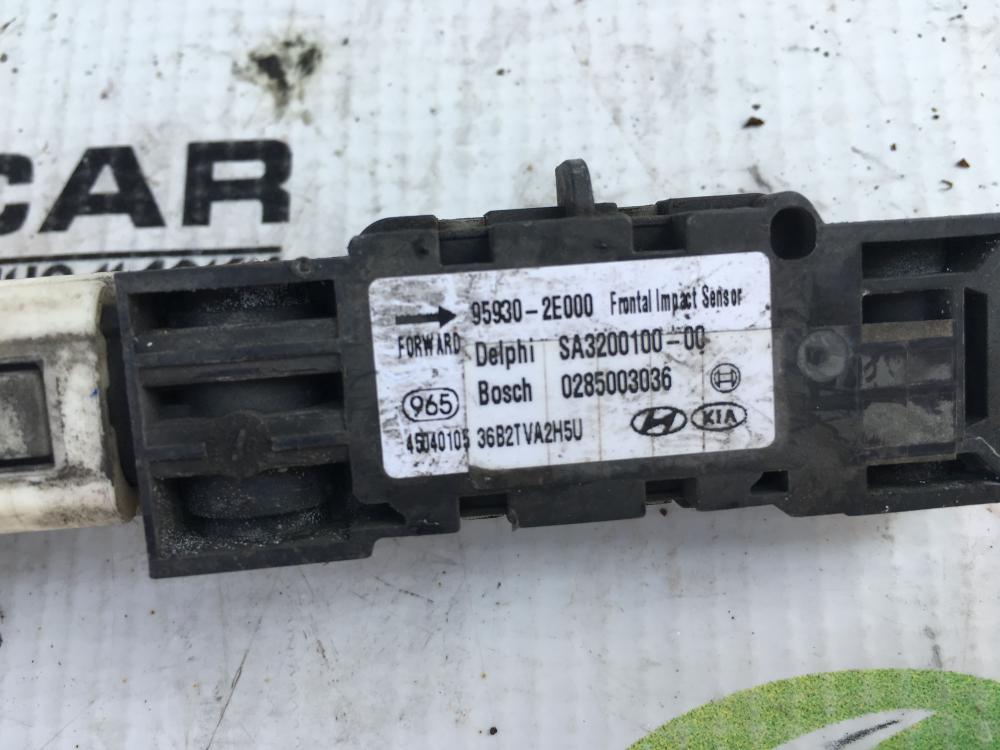 CAR
95930-2E000 Frontal Impact Sensor
FORWARD
Delphi SA3200100-00
Bosch 0285003036
965
KIA
45040105 36B2TVA2H5U